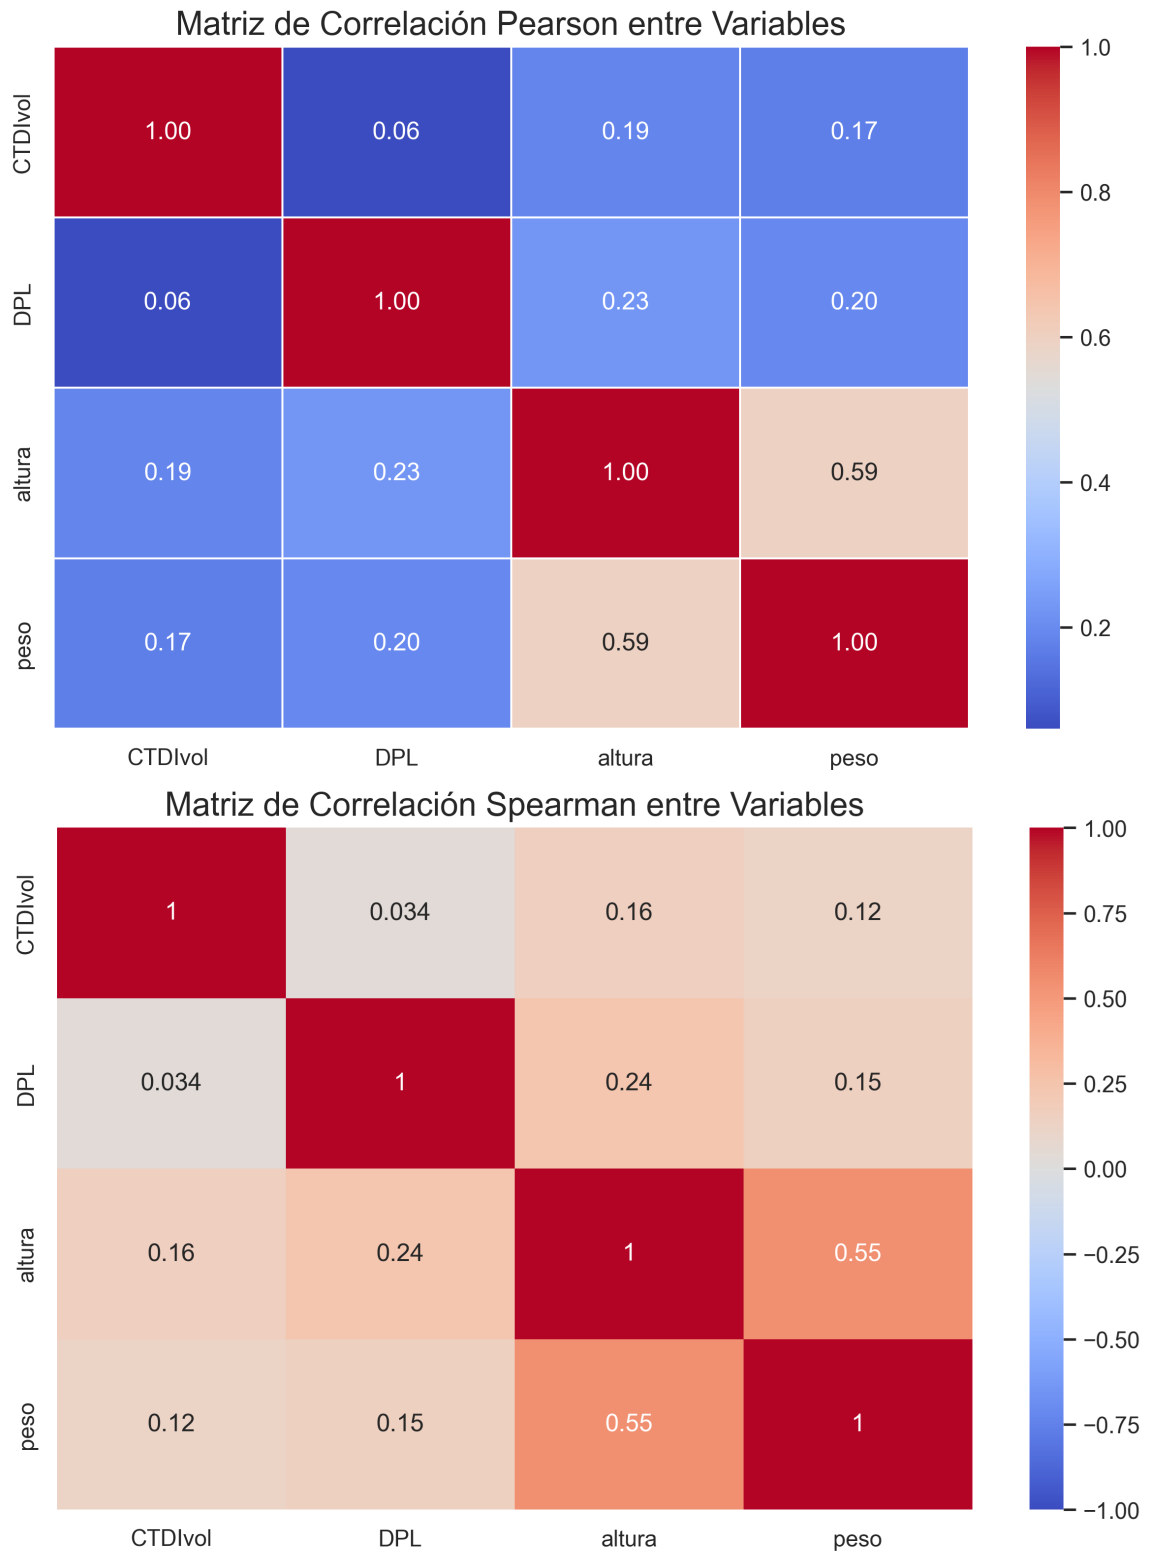 Matriz de Correlación Pearson entre Variables
CTDIvol 1.00 0.06 0.19 0.17
DPL 0.06 1.00 0.23 0.20
altura 0.19 0.23 1.00 0.59
peso 0.17 0.20 0.59 1.00
CTDIvol DPL altura peso
1.0
0.8
0.6
0.4
0.2
Matriz de Correlación Spearman entre Variables
CTDIvol 1 0.034 0.16 0.12
DPL 0.034 1 0.24 0.15
altura 0.16 0.24 1 0.55
peso 0.12 0.15 0.55 1
CTDIvol DPL altura peso
1.00
0.75
0.50
0.25
0.00
−0.25
−0.50
−0.75
−1.00